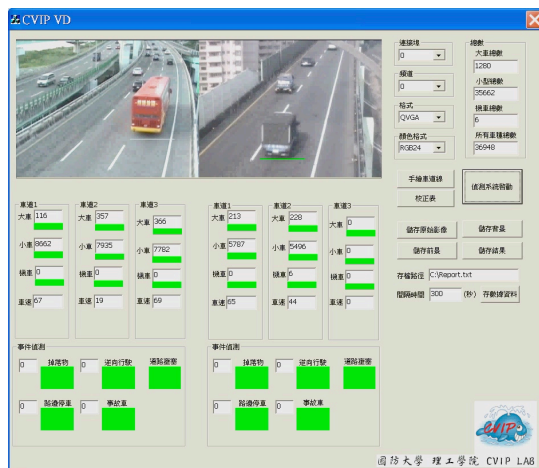 CVIP VD
連接埠
0
頻道
0
格式
QVGA
顏色格式
RGB24
總數
大車總數
1280
小型總數
35662
機車總數
6
所有車種總數
36948
手繪車道線
校正表
偵測系統啟動
儲存原始影像
儲存背景
儲存前景
儲存結果
存檔路徑 C:\Report.txt
間隔時間 300 (秒) 存數據資料
車道1 車道2 車道3
大車 116 大車 357 大車 366
小車 8662 小車 7935 小車 7782
機車 0 機車 0 機車 0
車速 67 車速 19 車速 69
車道1 車道2 車道3
大車 213 大車 228 大車 0
小車 5787 小車 5496 小車 0
機車 0 機車 6 機車 0
車速 65 車速 44 車速 0
事件偵測
0 掉落物 0 逆向行駛 道路壅塞
0 路邊停車 0 事故車
事件偵測
0 掉落物 0 逆向行駛 道路壅塞
0 路邊停車 0 事故車
CVIP
國防大學 理工學院 CVIP LAB